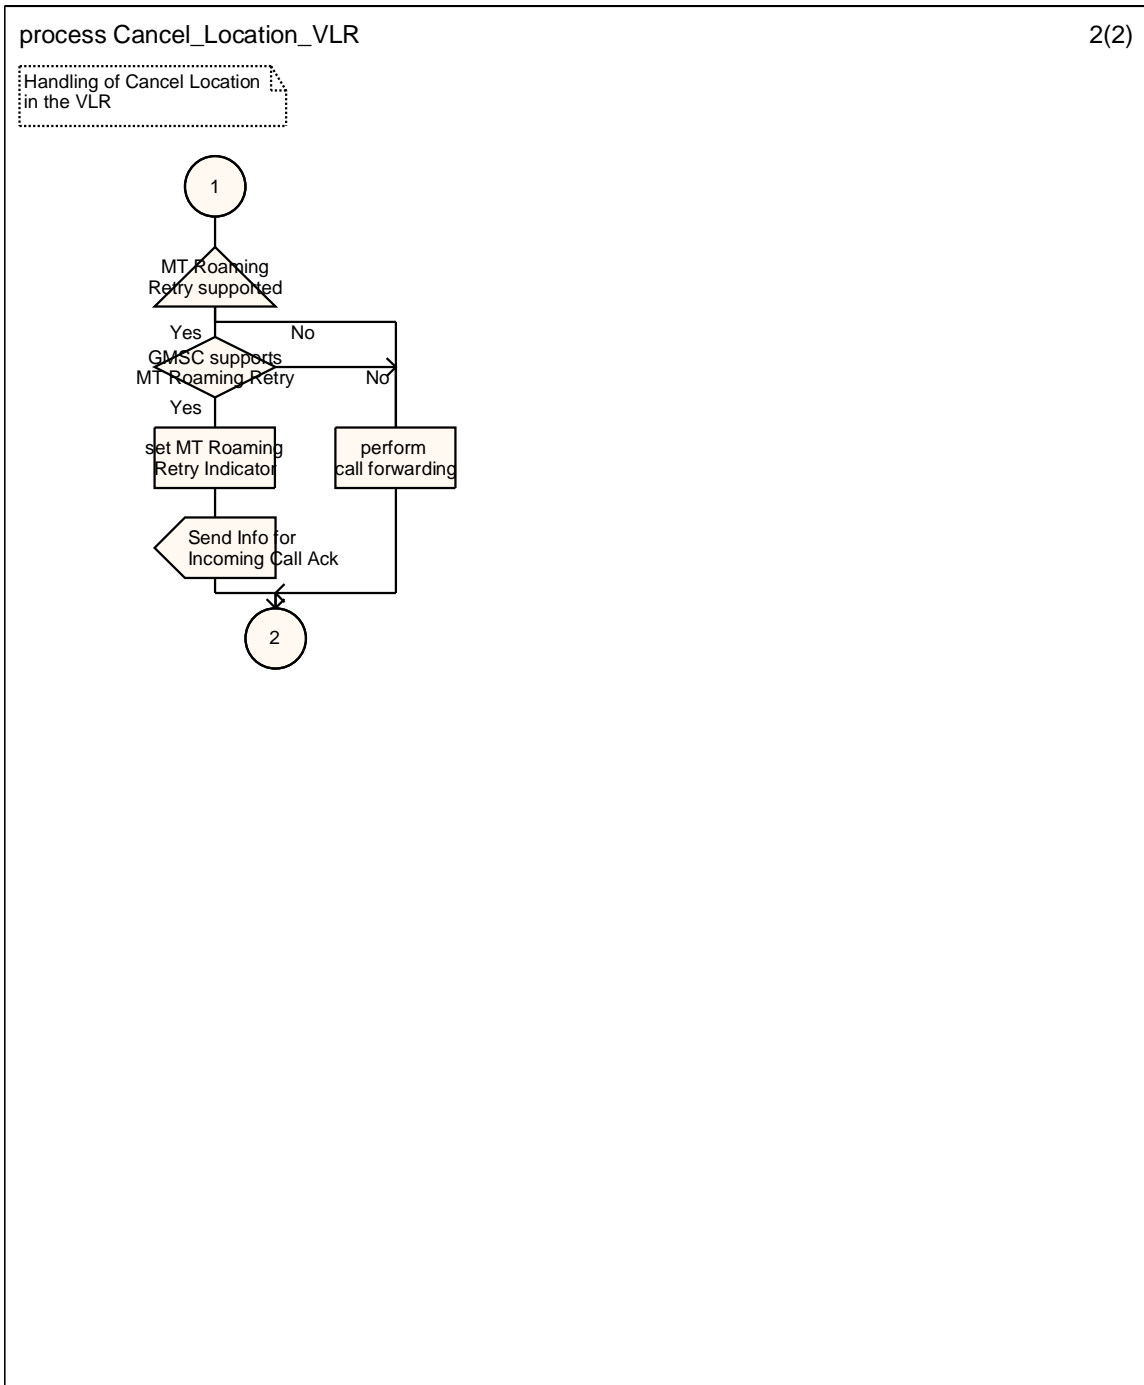 process Cancel_Location_VLR
2(2)
Handling of Cancel Location
in the VLR
1
MT Roaming
Retry supported
Yes
No
GMSC supports
MT Roaming Retry
No
Yes
set MT Roaming
Retry Indicator
perform
call forwarding
Send Info for
Incoming Call Ack
2